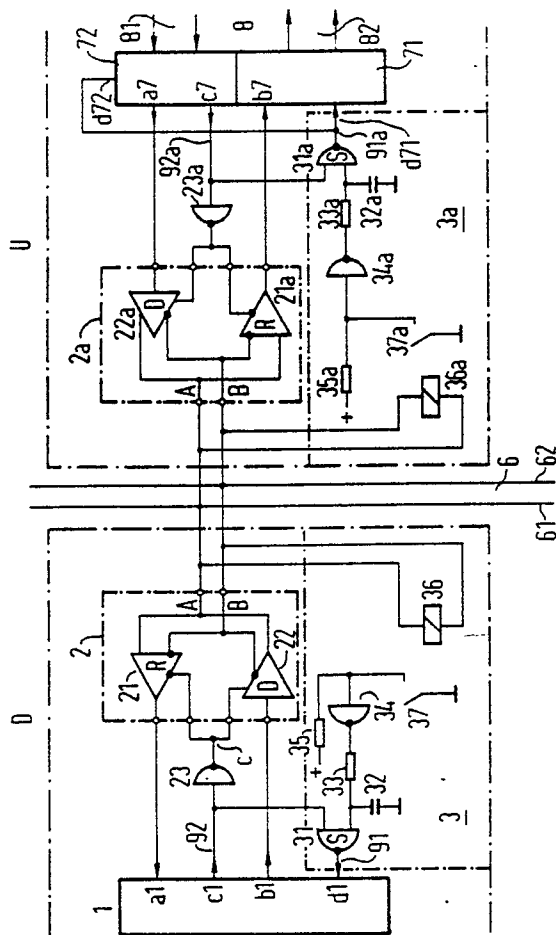 D
U
1
a1
c1
b1
d1
92
91
23
c
31
S
32
33
35
+
34
37
3
2
21
R
22
D
A
B
36
61
62
6
2a
A
B
22a
D
21a
R
23a
92a
36a
35a
+
37a
34a
33a
32a
31a
S
3a
91a
d71
d72
72
a7
c7
b7
71
81
8
82